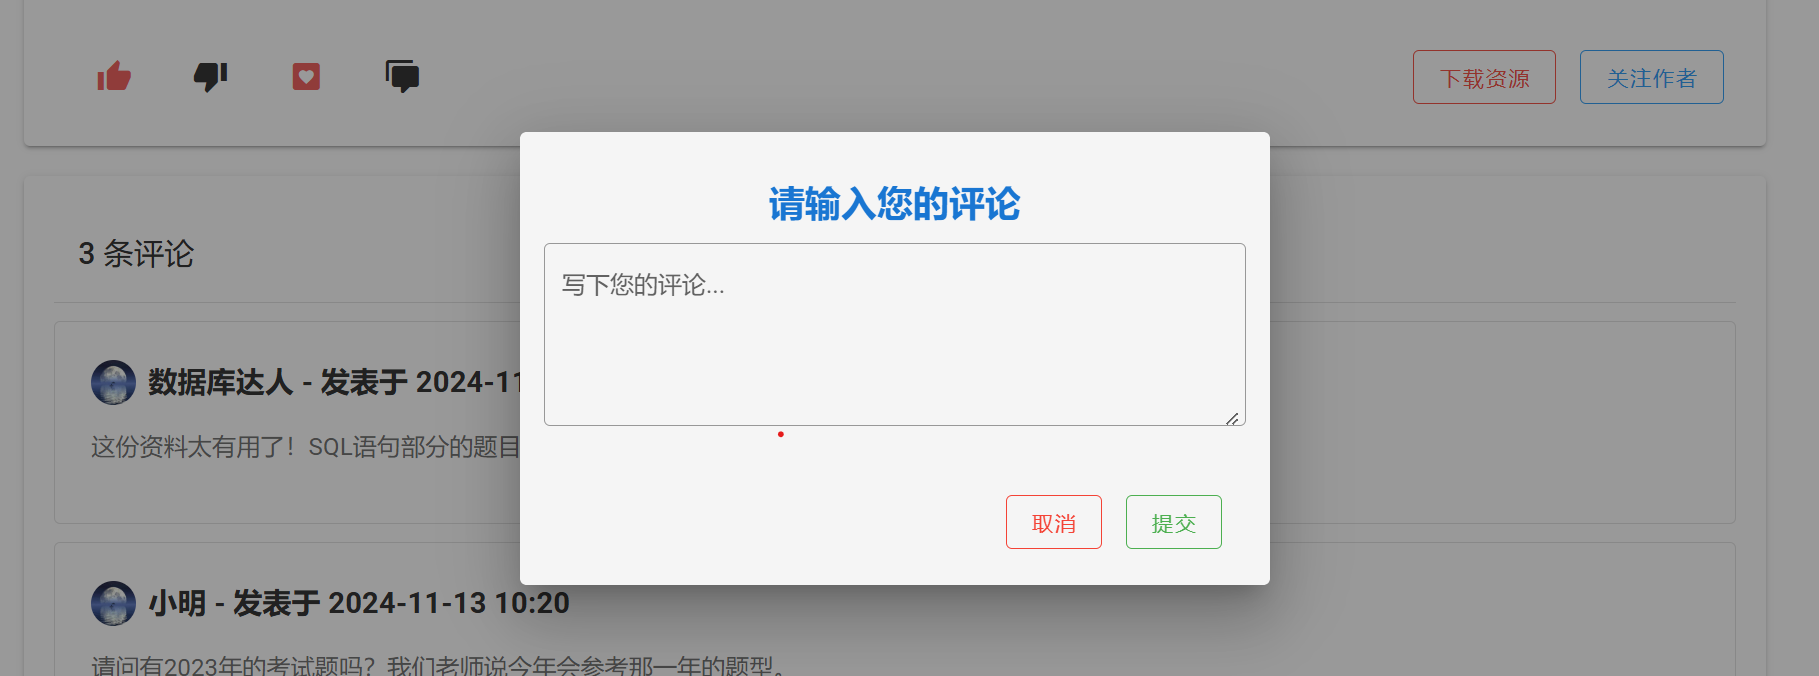 下载资源
关注作者
请输入您的评论
3 条评论
写下您的评论...
数据库达人 - 发表于 2024-11
这份资料太有用了！SQL语句部分的题目
取消
提交
小明 - 发表于 2024-11-13 10:20
请问有2023年的考试题吗？我们老师说今年会参考那一年的题型。